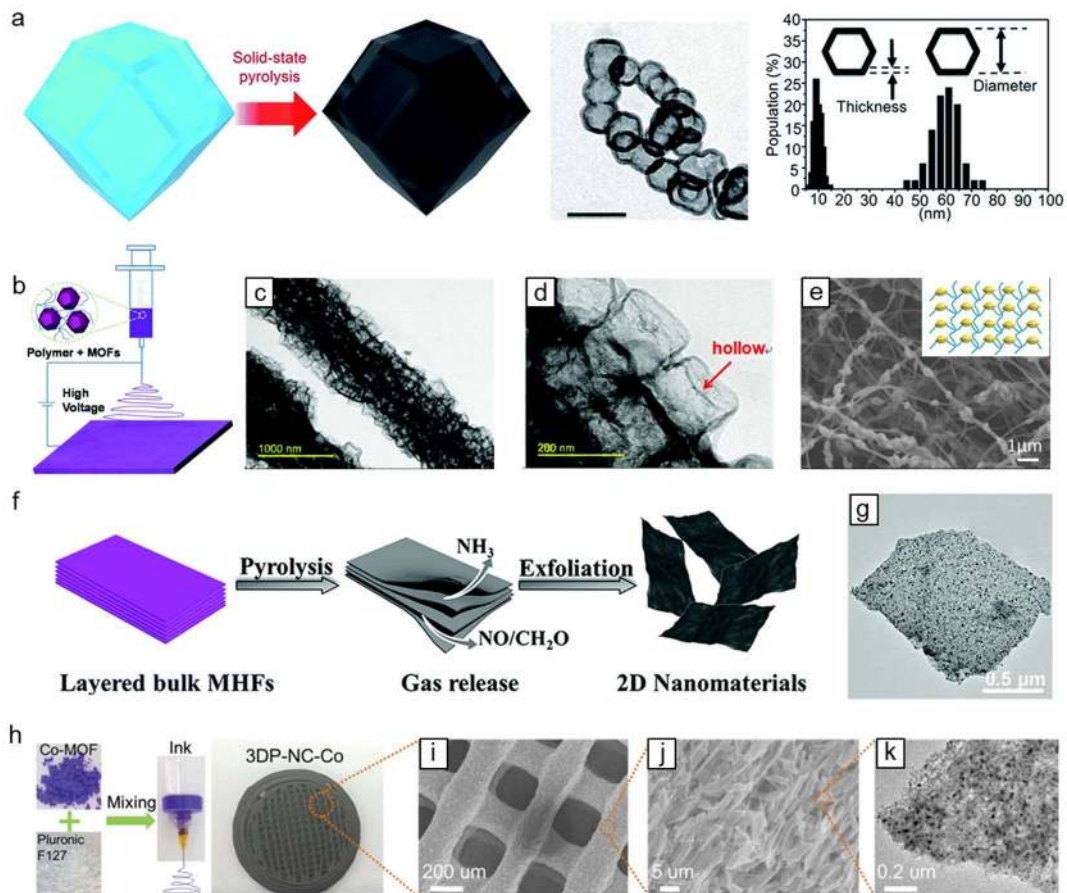 a
Solid-state
pyrolysis
Population (%)
40
35
30
25
20
15
10
5
0
Thickness
Diameter
10 20 30 40 50 60 70 80 90 100
(nm)
b
Polymer + MOFs
High
Voltage
c
1000 nm
d
hollow
200 nm
e
1μm
f
Pyrolysis
NH3
NO/CH2O
Exfoliation
Layered bulk MHFs
Gas release
2D Nanomaterials
g
0.5 μm
h
Co-MOF
Pluronic
F127
Mixing
Ink
3DP-NC-Co
i
200 um
j
5 um
k
0.2 um